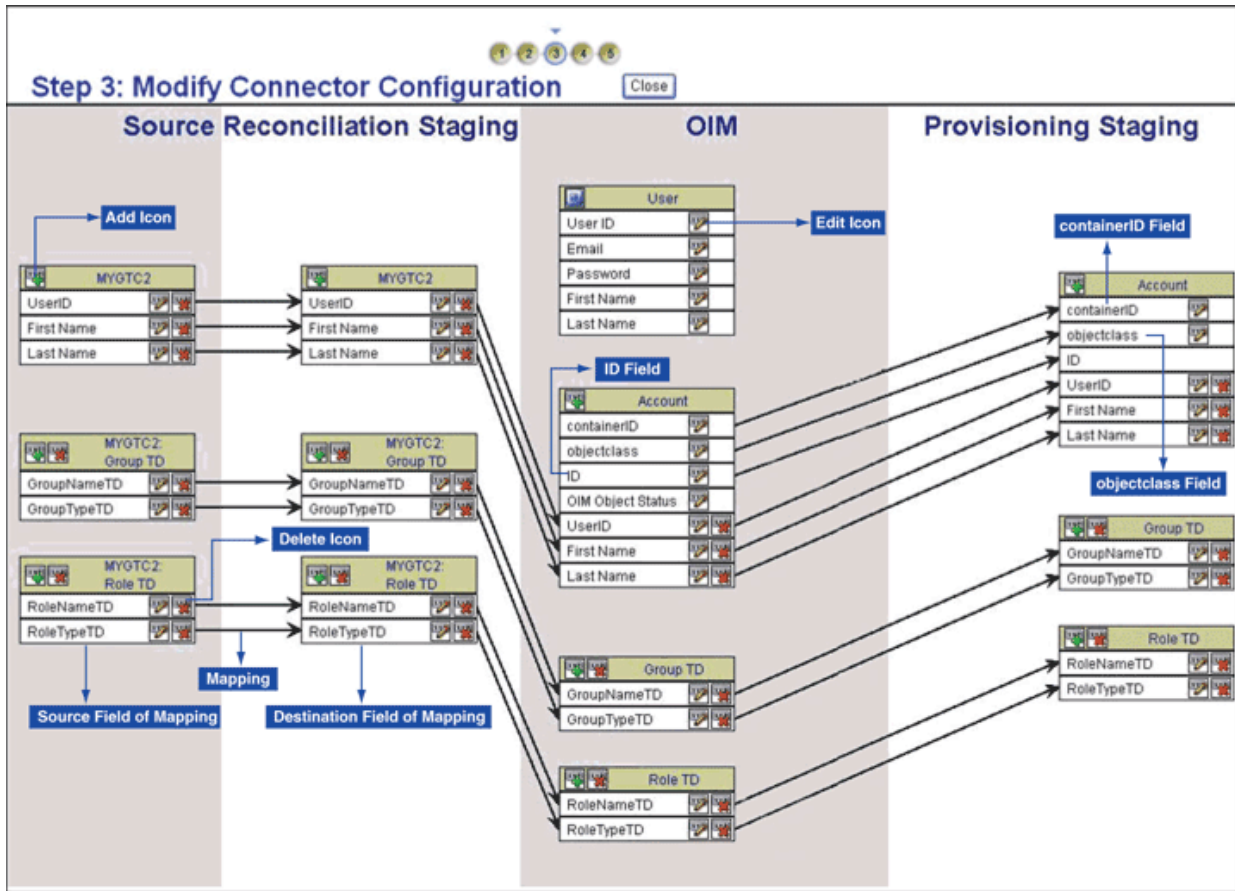 1 2 3 4 5
Step 3: Modify Connector Configuration
Close
Source
Reconciliation Staging
OIM
Provisioning Staging
Add Icon
MYGTC2
UserID
First Name
Last Name
MYGTC2:
Group TD
GroupNameTD
GroupTypeTD
Delete Icon
MYGTC2:
Role TD
RoleNameTD
RoleTypeTD
Mapping
Source Field of Mapping
MYGTC2
UserID
First Name
Last Name
MYGTC2:
Group TD
GroupNameTD
GroupTypeTD
MYGTC2:
Role TD
RoleNameTD
RoleTypeTD
Destination Field of Mapping
User
User ID
Edit Icon
Email
Password
First Name
Last Name
ID Field
Account
containerID
objectclass
ID
OIM Object Status
UserID
First Name
Last Name
Group TD
GroupNameTD
GroupTypeTD
Role TD
RoleNameTD
RoleTypeTD
containerID Field
Account
containerID
objectclass
ID
UserID
First Name
Last Name
objectclass Field
Group TD
GroupNameTD
GroupTypeTD
Role TD
RoleNameTD
RoleTypeTD